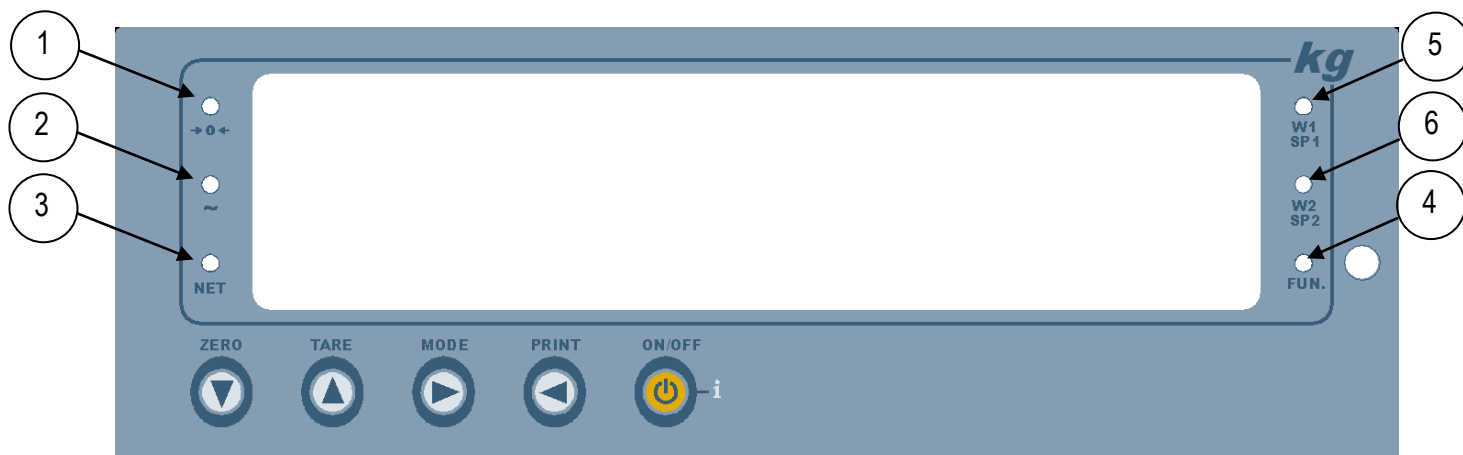 1
5
kg
→0←
W1
SP1
2
6
~
W2
SP2
3
4
NET
FUN.
ZERO TARE MODE PRINT ON/OFF
i